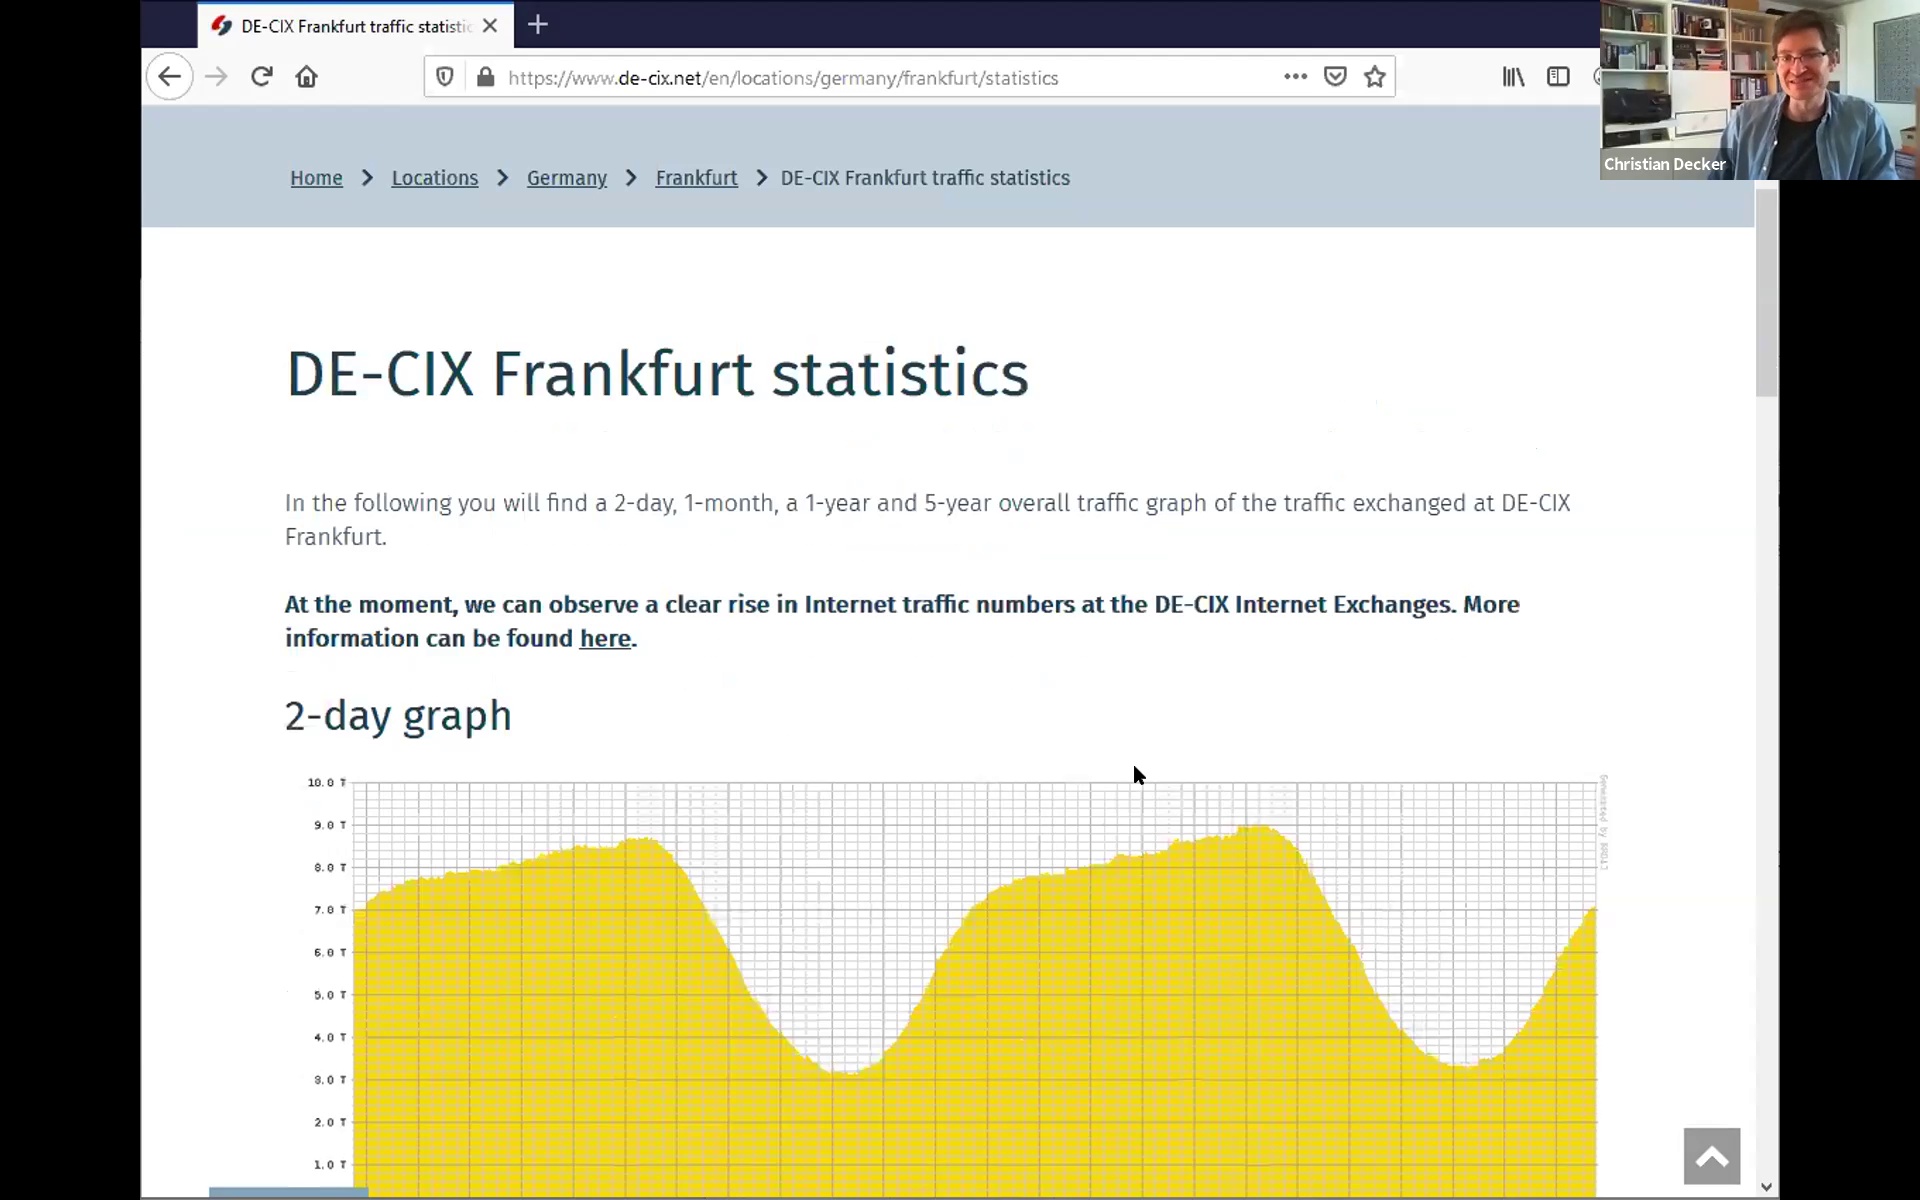 DE-CIX Frankfurt traffic statistic
https://www.de-cix.net/en/locations/germany/frankfurt/statistics
Christian Decker
Home > Locations > Germany > Frankfurt > DE-CIX Frankfurt traffic statistics
DE-CIX Frankfurt statistics
In the following you will find a 2-day, 1-month, a 1-year and 5-year overall traffic graph of the traffic exchanged at DE-CIX
Frankfurt.
At the moment, we can observe a clear rise in Internet traffic numbers at the DE-CIX Internet Exchanges. More
information can be found here.
2-day graph
10.0 T
9.0 T
8.0 T
7.0 T
6.0 T
5.0 T
4.0 T
3.0 T
2.0 T
1.0 T